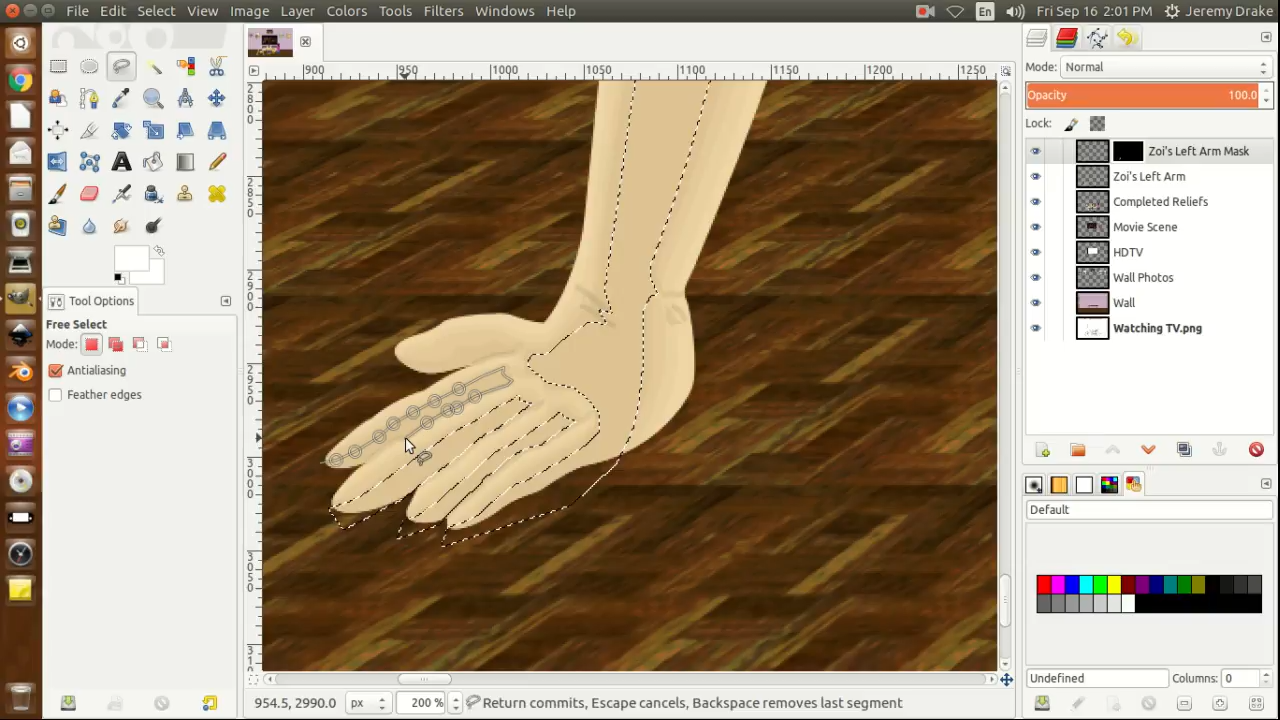 File Edit Select View Image Layer Colors Tools Filters Windows Help
En Fri Sep 16 2:01 PM Jeremy Drake
Mode: Normal
Opacity 100.0
Lock:
Zoi's Left Arm Mask
Zoi's Left Arm
Completed Reliefs
Movie Scene
HDTV
Wall Photos
Wall
Watching TV.png
900 950 1000 1050 1100 1150 1200 1250
Tool Options
Free Select
Mode:
Antialiasing
Feather edges
Default
Undefined Columns: 0
954.5, 2990.0 px 200 % Return commits, Escape cancels, Backspace removes last segment